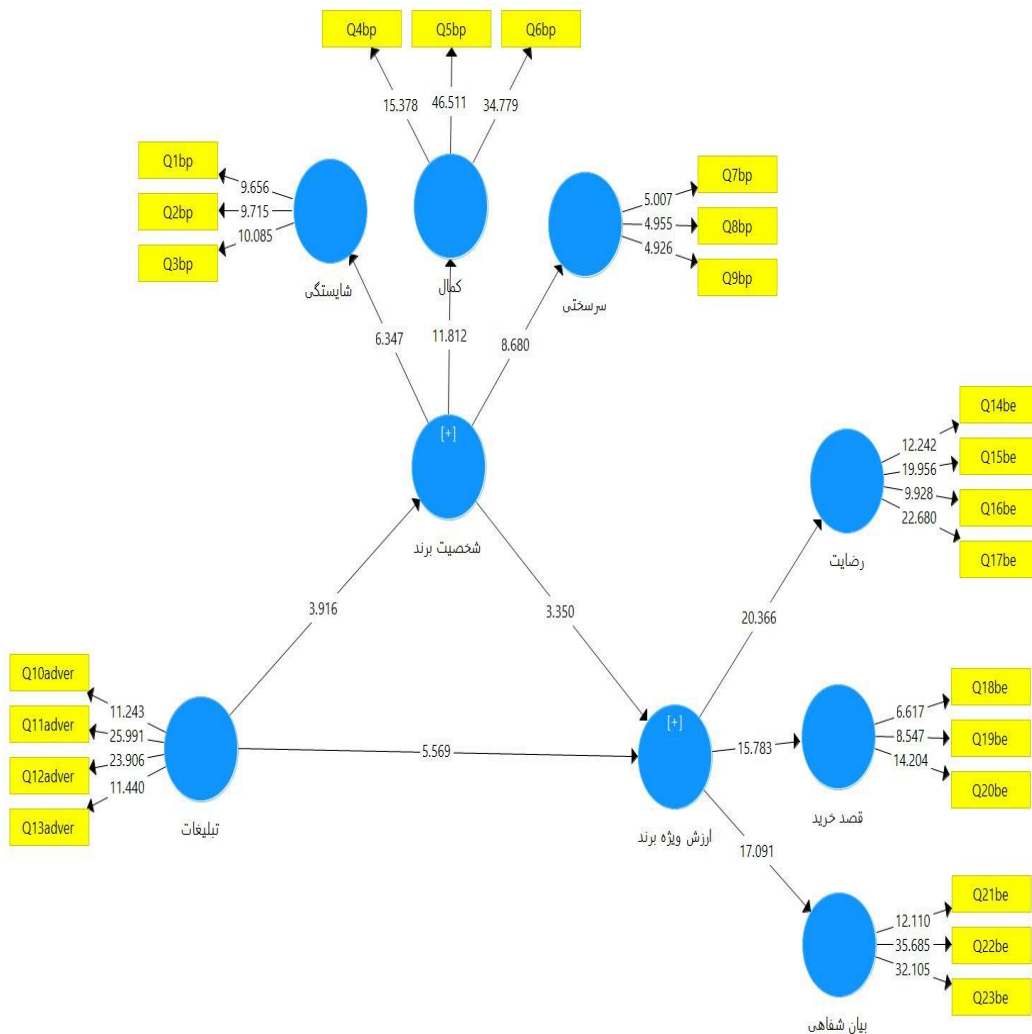 Q4bp
Q5bp
Q6bp
15.378
46.511
34.779
Q1bp
Q2bp
Q3bp
9.656
9.715
10.085
شایستگی
کمال
Q7bp
Q8bp
Q9bp
5.007
4.955
4.926
سرسختی
6.347
11.812
8.680
[+]
شخصیت برند
Q14be
Q15be
Q16be
Q17be
12.242
19.956
9.928
22.680
رضایت
3.916
3.350
20.366
Q10adver
Q11adver
Q12adver
Q13adver
11.243
25.991
23.906
11.440
تبلیغات
5.569
[+]
ارزش ویژه برند
15.783
Q18be
Q19be
Q20be
6.617
8.547
14.204
قصد خرید
17.091
Q21be
Q22be
Q23be
12.110
35.685
32.105
بیان شفاهی